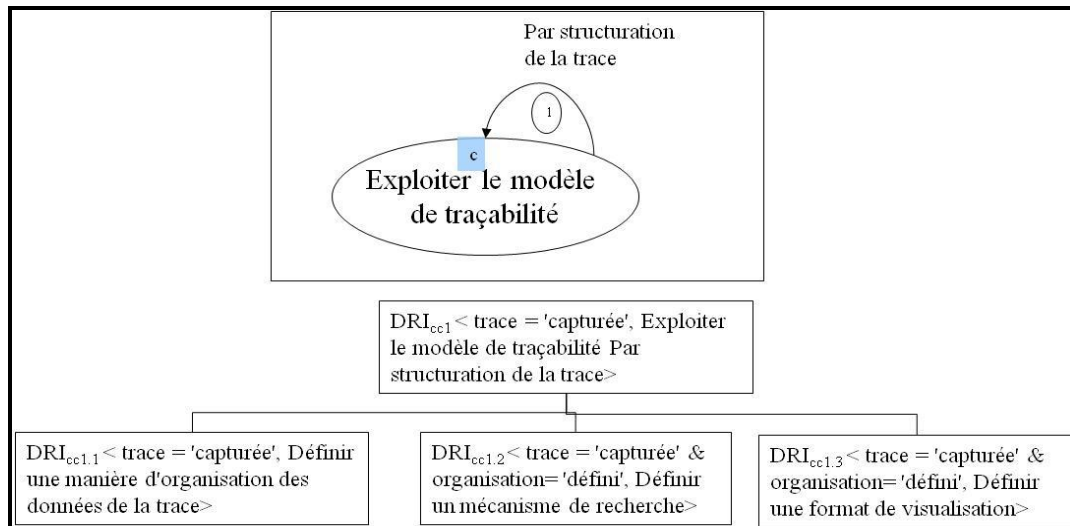 Par structuration
de la trace
1
c
Exploiter le modèle
de traçabilité
DRIcc1 < trace = 'capturée', Exploiter
le modèle de traçabilité Par
structuration de la trace>
DRIcc1.1 < trace = 'capturée', Définir
une manière d'organisation des
données de la trace>
DRIcc1.2 < trace = 'capturée' &
organisation= 'défini', Définir
un mécanisme de recherche>
DRIcc1.3 < trace = 'capturée' &
organisation= 'défini', Définir
une format de visualisation>